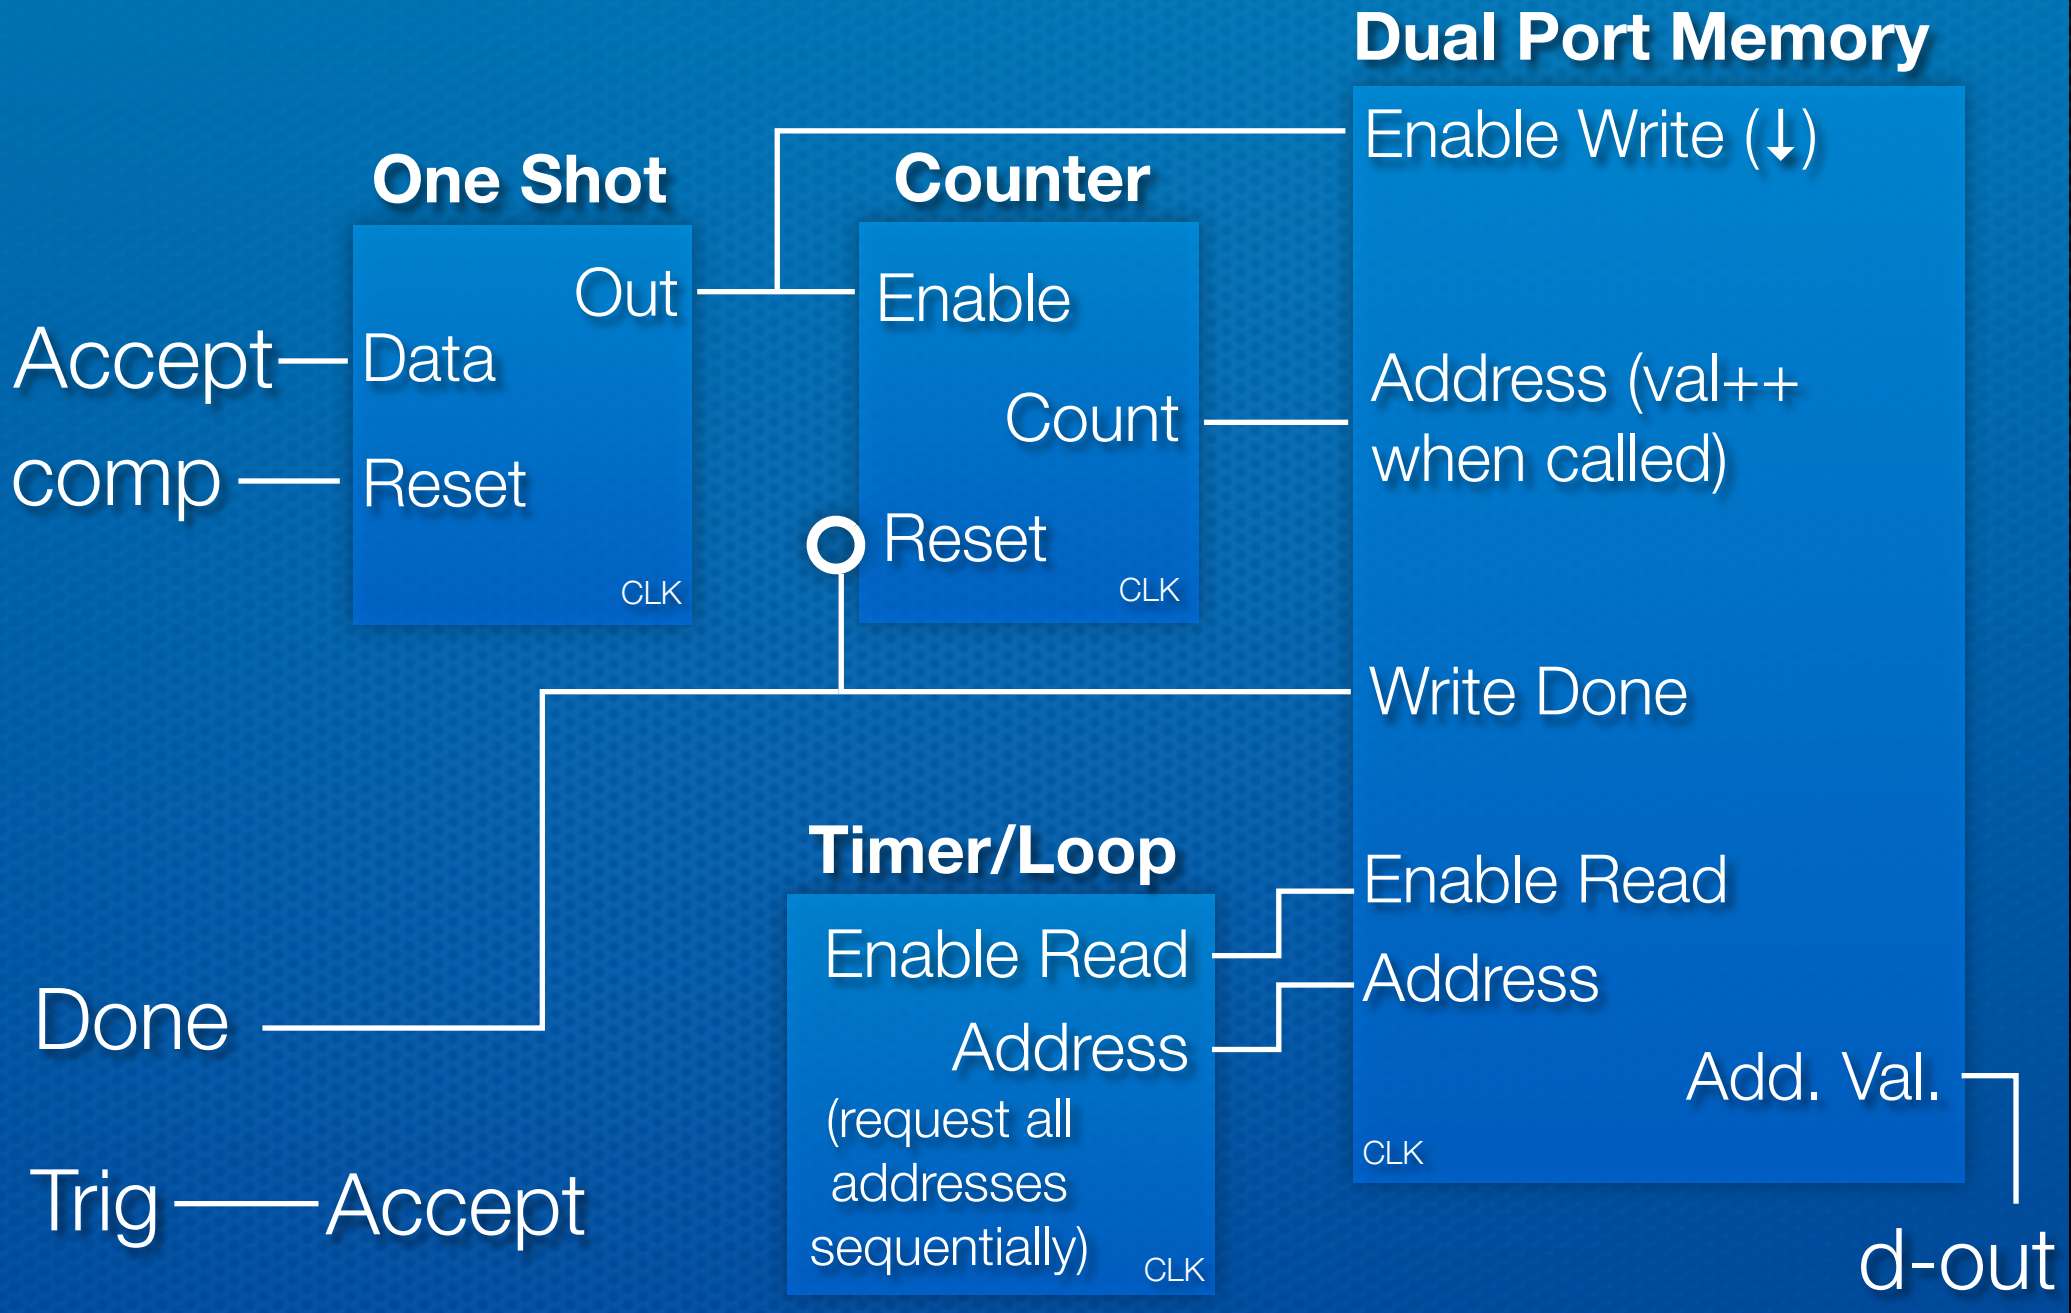 Dual Port Memory
Enable Write (↓)
One Shot
Counter
Out
Enable
Accept
Data
Address (val++
when called)
Count
comp
Reset
Reset
CLK
CLK
Write Done
Timer/Loop
Enable Read
Enable Read
Address
Done
Address
Add. Val.
(request all
addresses
sequentially)
CLK
CLK
Trig
Accept
d-out